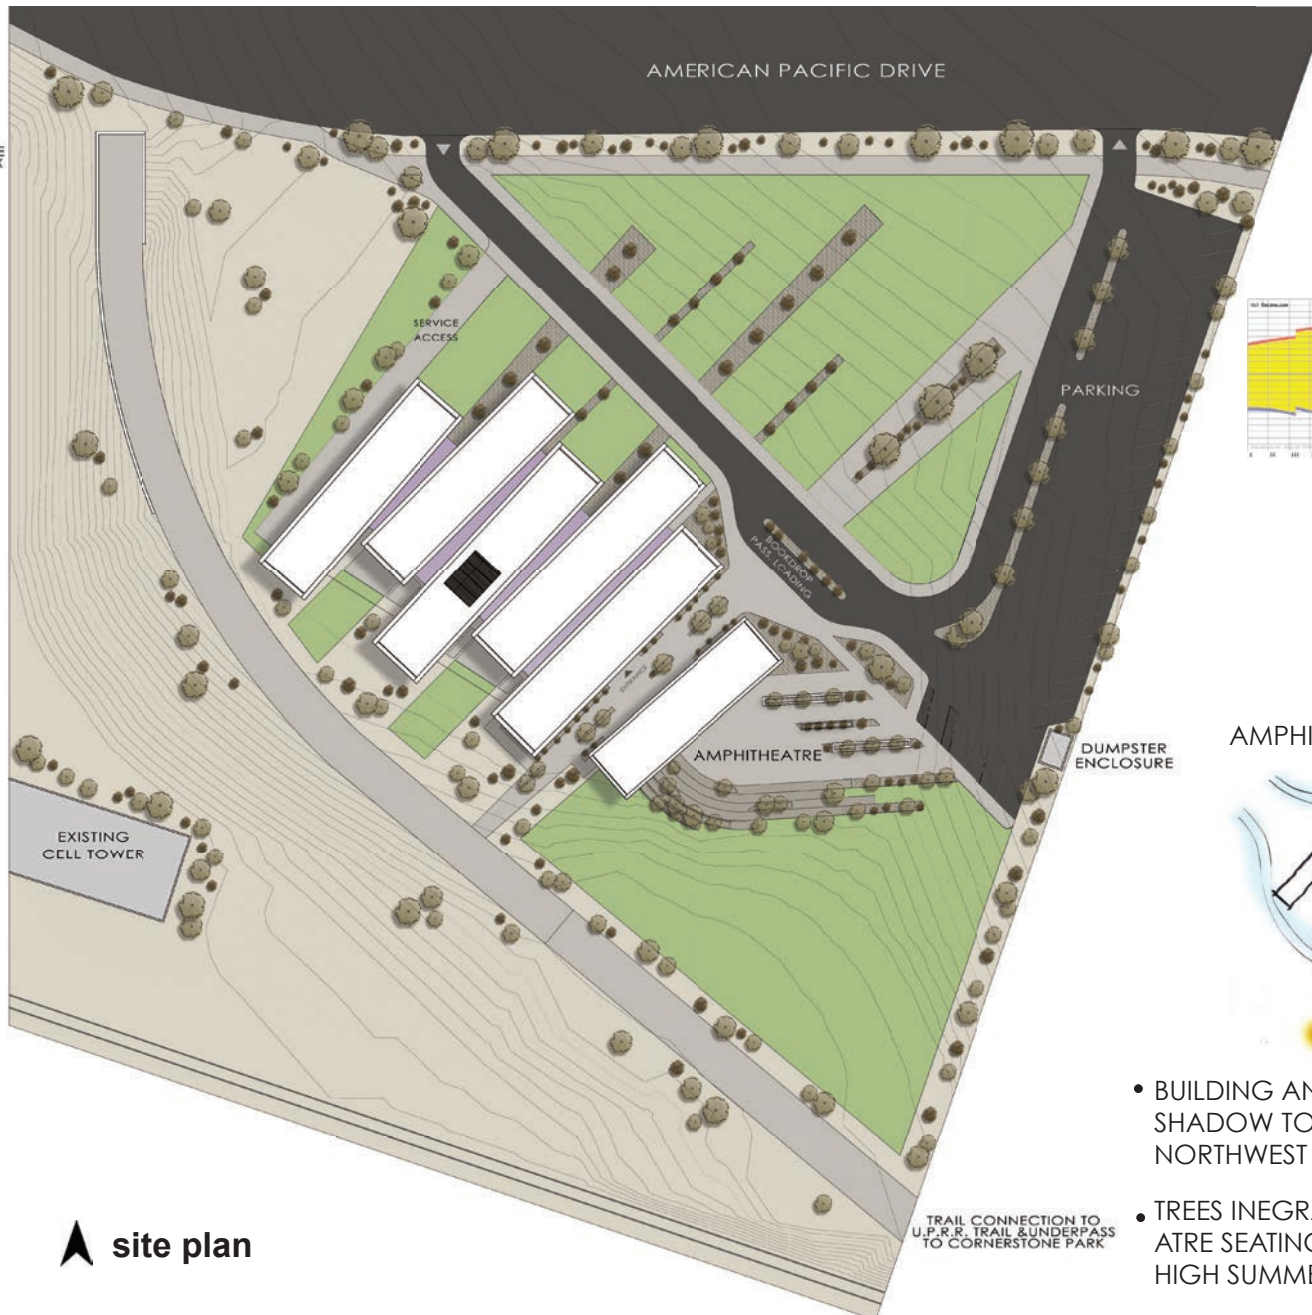 AMERICAN PACIFIC DRIVE
SERVICE
ACCESS
PARKING
BOOKDROP
PASS. LOADING
ENTRANCE
AMPHITHEATRE
DUMPSTER
ENCLOSURE
AMPHI
EXISTING
CELL TOWER
• BUILDING AN
SHADOW TO
NORTHWEST
• TREES INEGR
ATRE SEATING
HIGH SUMME
TRAIL CONNECTION TO
U.P.R.R. TRAIL &UNDERPASS
TO CORNERSTONE PARK
site plan